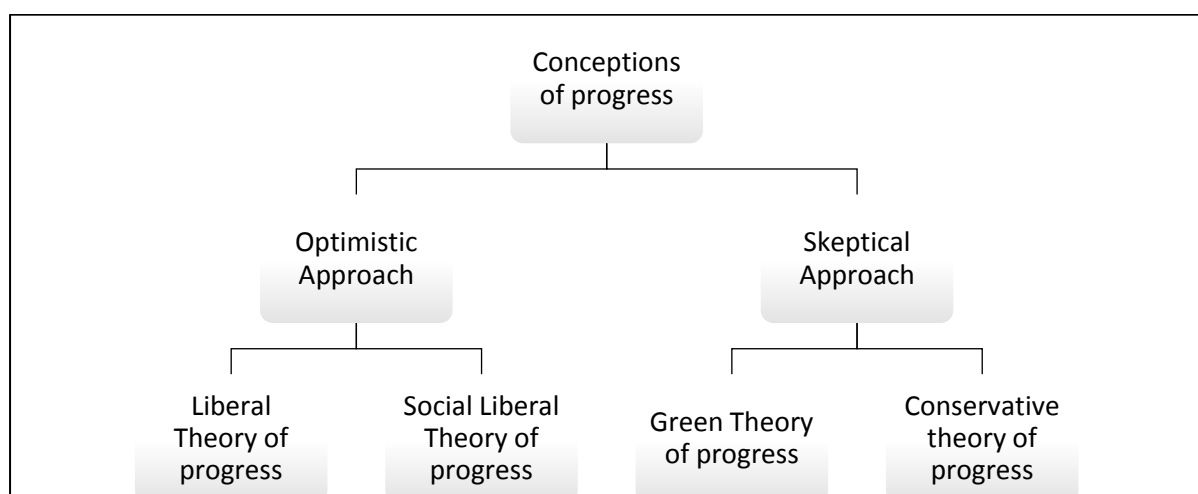 Conceptions
of progress
Optimistic
Approach
Skeptical
Approach
Liberal
Theory of
progress
Social Liberal
Theory of
progress
Green Theory
of progress
Conservative
theory of
progress